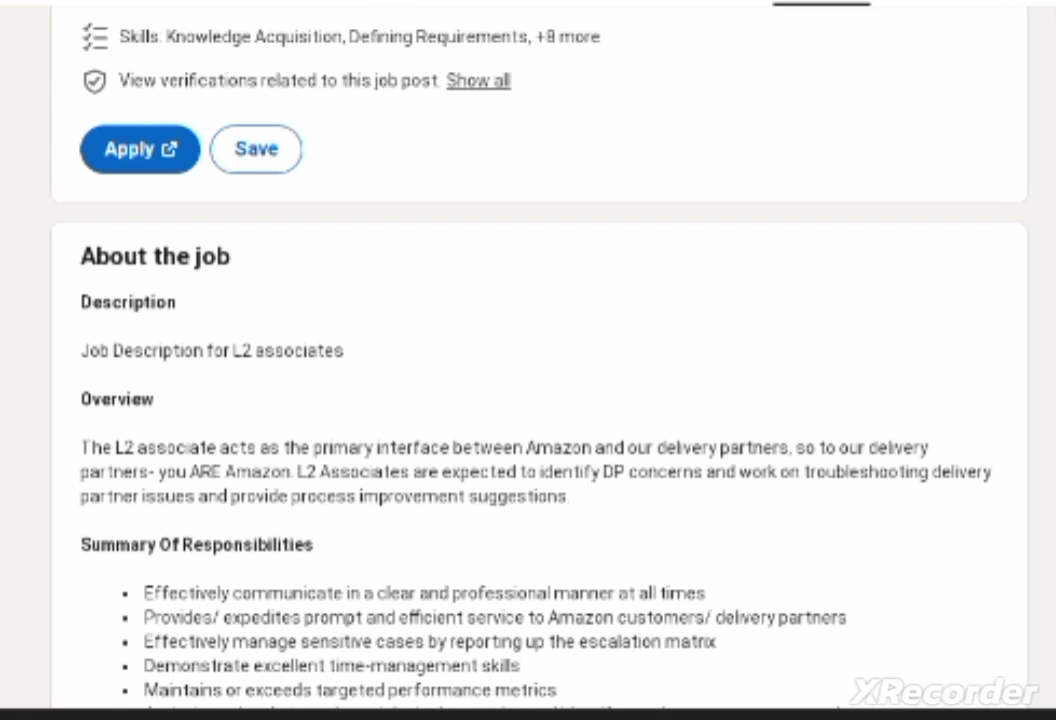 Skills: Knowledge Acquisition, Defining Requirements, +8 more
View verifications related to this job post. Show all
Apply
Save
About the job
Description
Job Description for L2 associates
Overview
The L2 associate acts as the primary interface between Amazon and our delivery partners, so to our delivery
partners- you ARE Amazon. L2 Associates are expected to identify DP concerns and work on troubleshooting delivery
partner issues and provide process improvement suggestions.
Summary Of Responsibilities
• Effectively communicate in a clear and professional manner at all times
• Provides/ expedites prompt and efficient service to Amazon customers/ delivery partners
• Effectively manage sensitive cases by reporting up the escalation matrix
• Demonstrate excellent time-management skills
• Maintains or exceeds targeted performance metrics
XRecorder